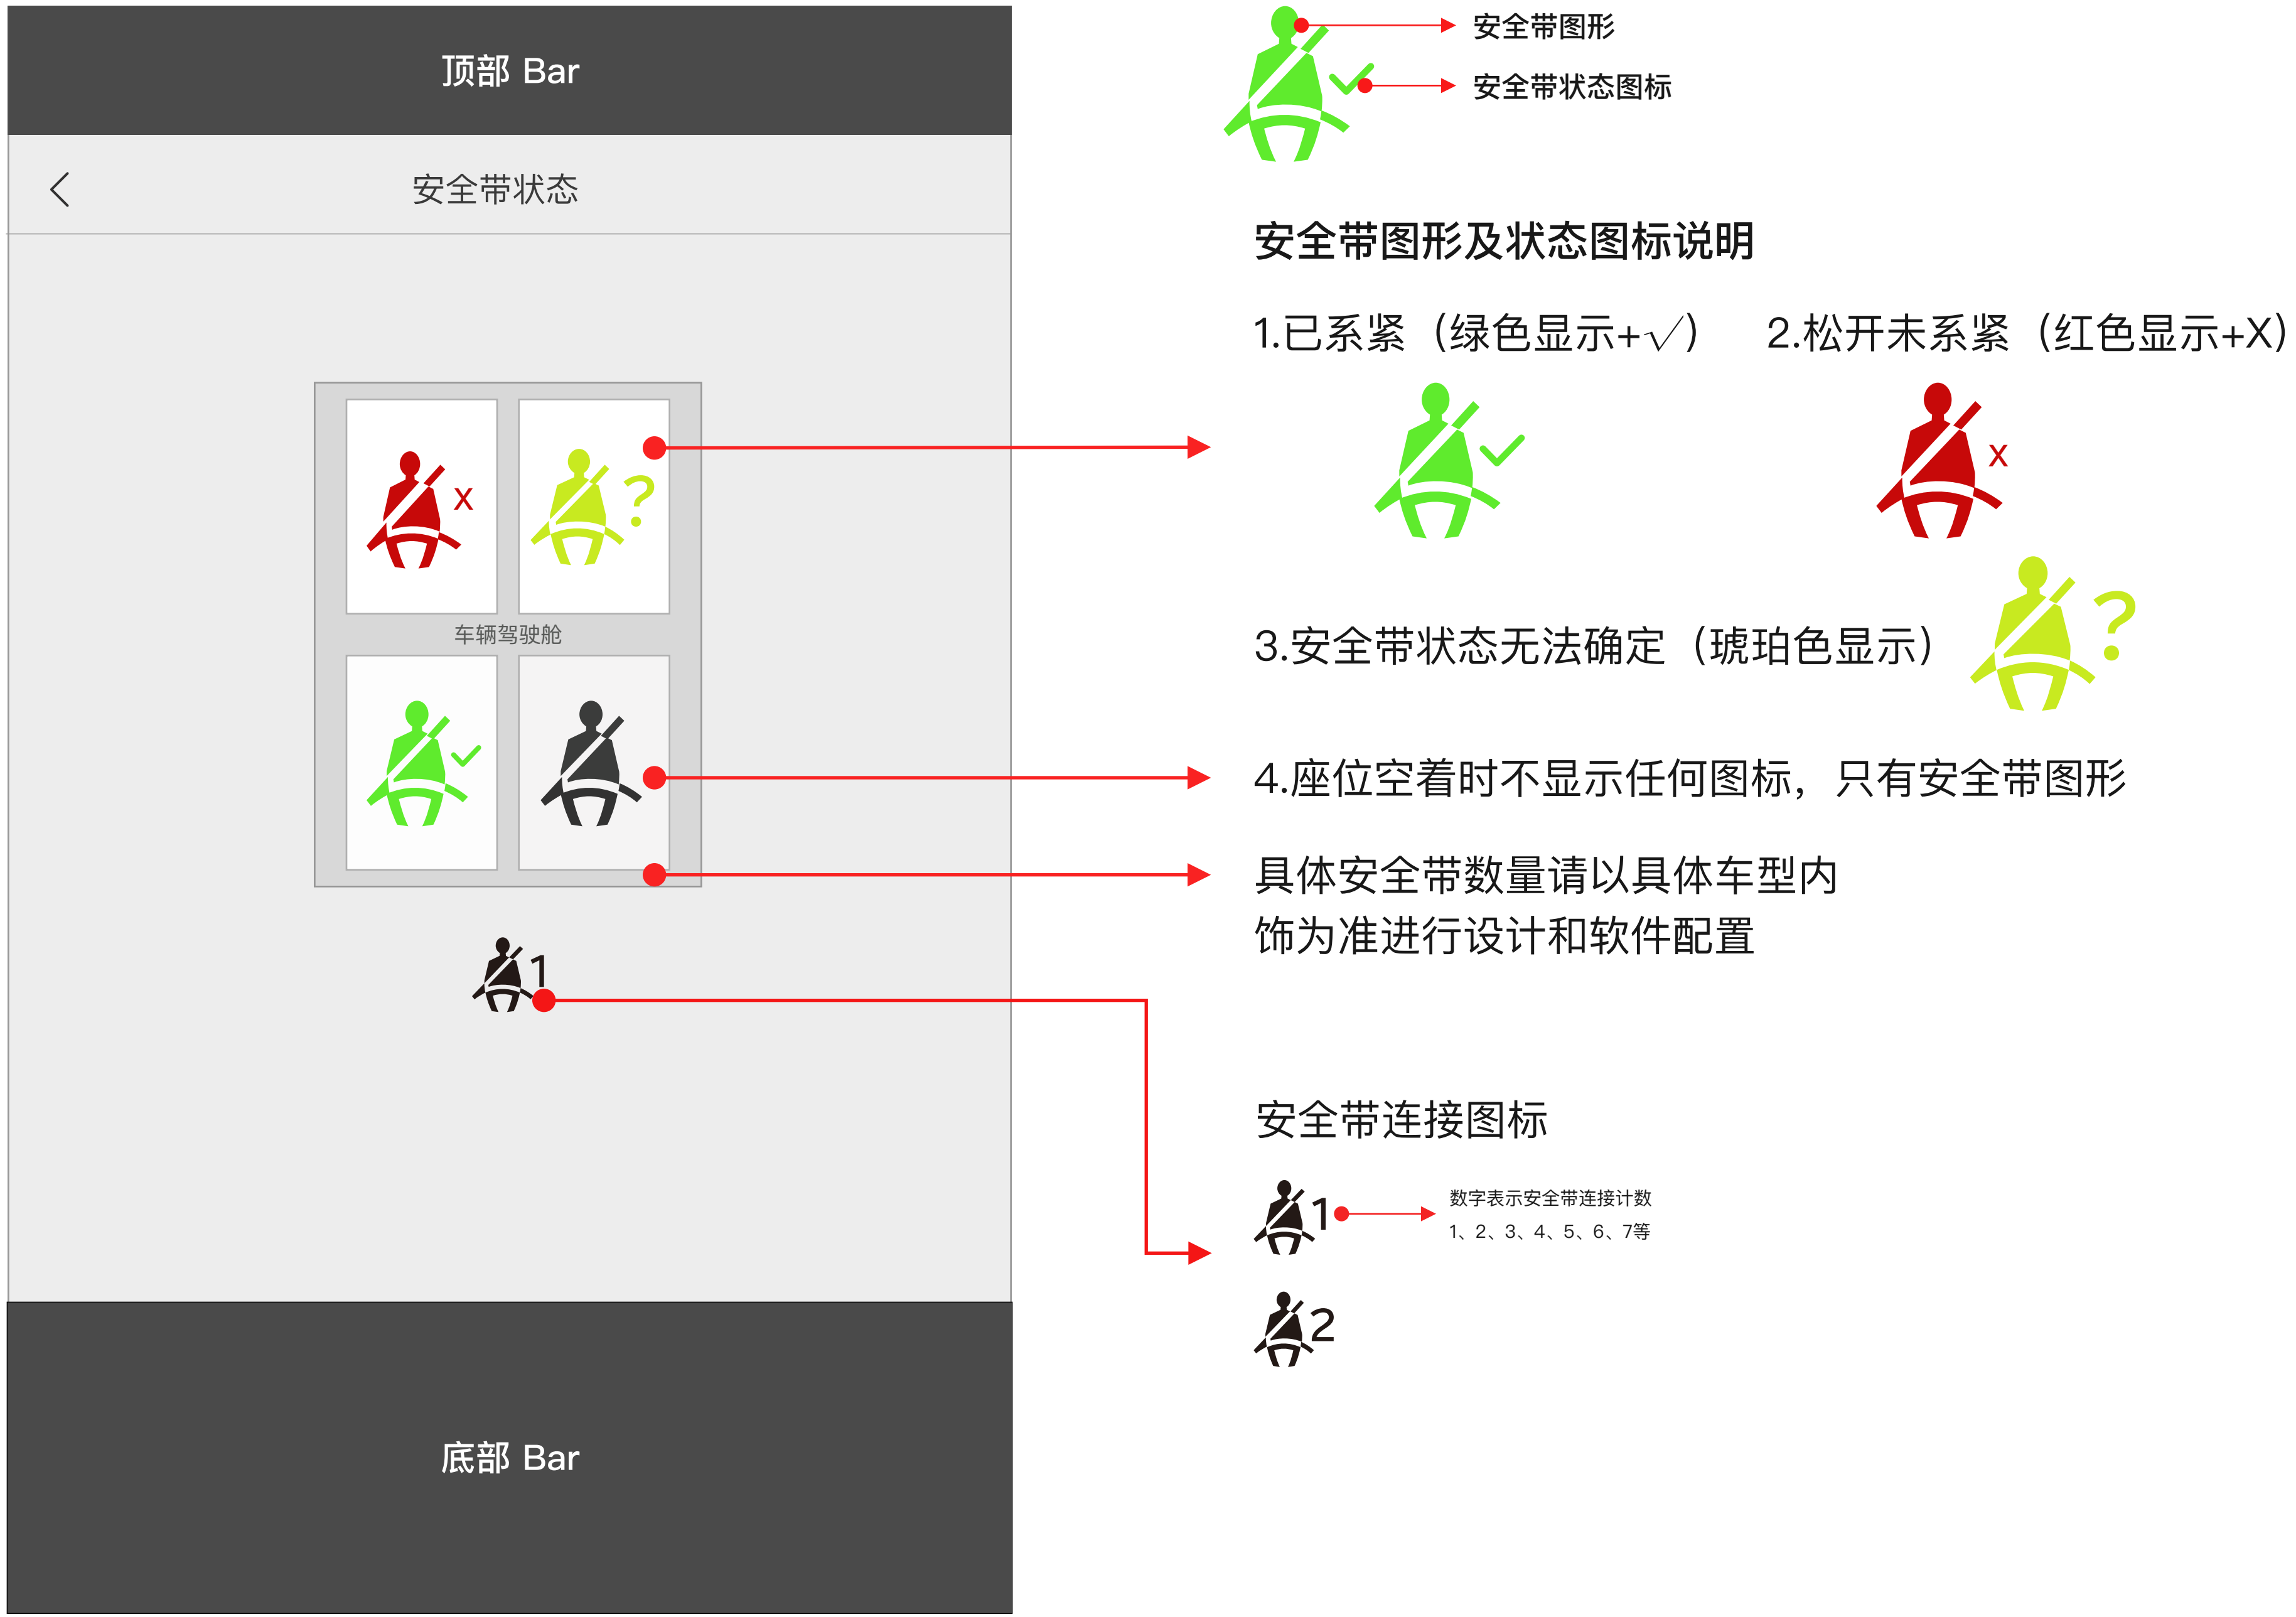 顶部 Bar
安全带状态
x
?
车辆驾驶舱
1
底部 Bar
安全带图形
安全带状态图标
安全带图形及状态图标说明
1.已系紧（绿色显示+√） 2.松开未系紧（红色显示+X)
x
3.安全带状态无法确定（琥珀色显示）
?
4.座位空着时不显示任何图标，只有安全带图形
具体安全带数量请以具体车型内
饰为准进行设计和软件配置
安全带连接图标
1
数字表示安全带连接计数
1、2、3、4、5、6、7等
2